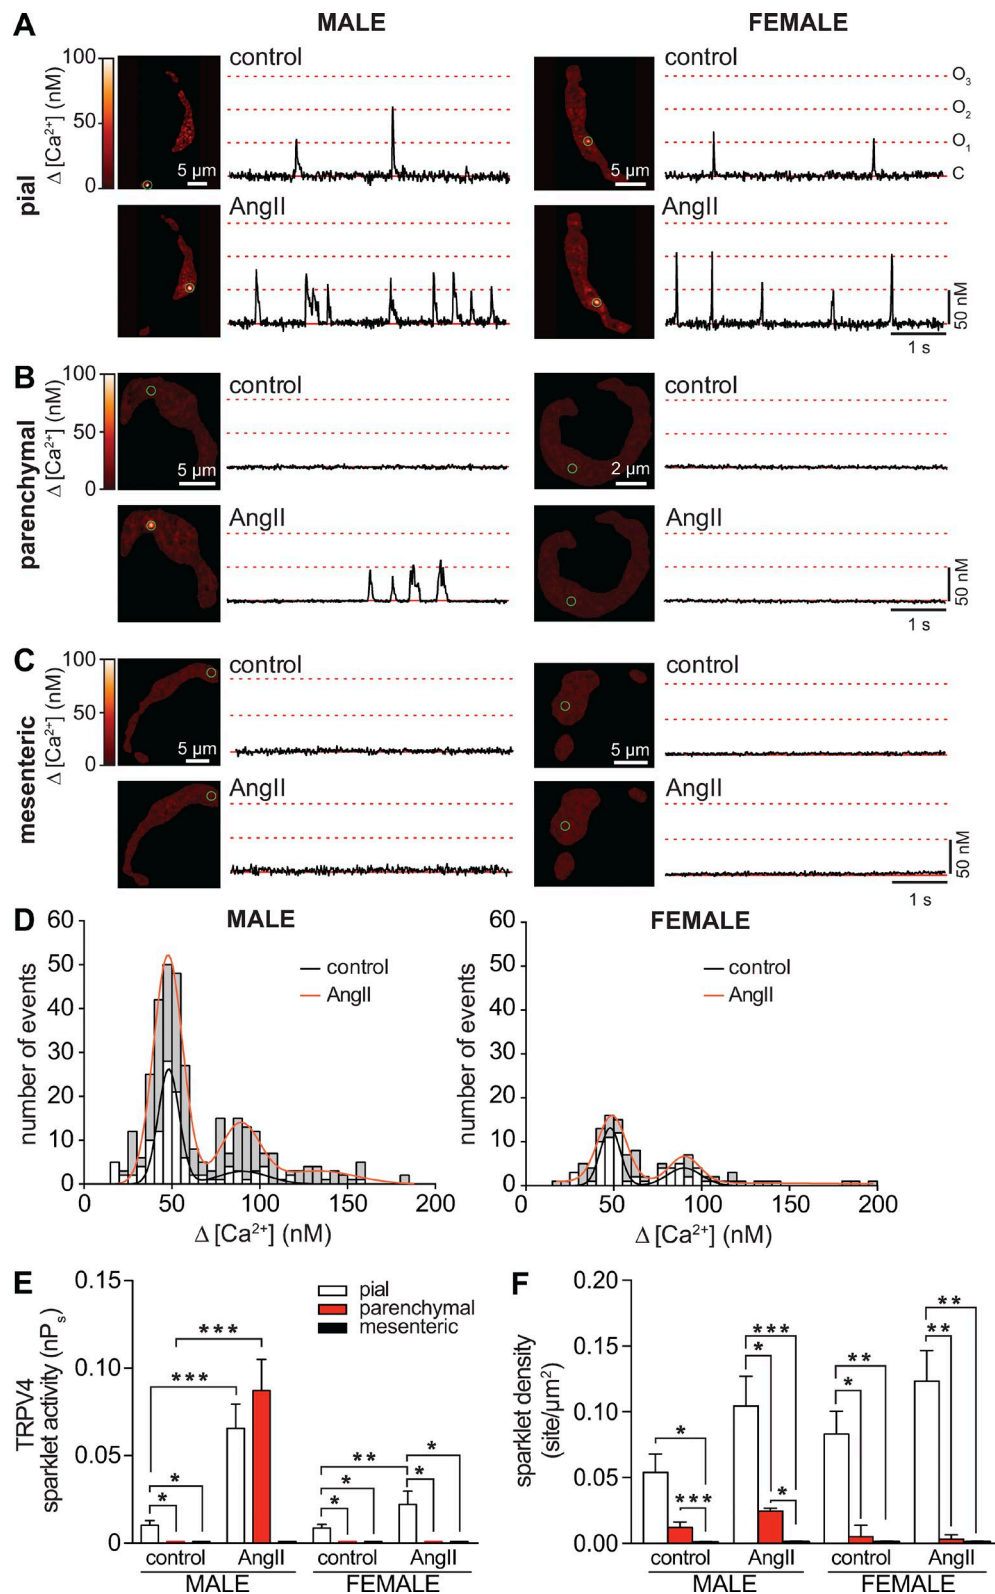 A
MALE
FEMALE
pial
Δ [Ca²⁺] (nM)
100
50
0
control
5 µm
control
5 µm
O₃
O₂
O₁
C
AngII
AngII
50 nM
1 s
B
parenchymal
Δ [Ca²⁺] (nM)
100
50
0
control
5 µm
control
2 µm
AngII
AngII
50 nM
1 s
C
mesenteric
Δ [Ca²⁺] (nM)
100
50
0
control
5 µm
control
5 µm
AngII
AngII
50 nM
1 s
D
MALE
number of events
60
50
40
30
20
10
0
control
AngII
0 50 100 150 200
Δ [Ca²⁺] (nM)
FEMALE
number of events
60
50
40
30
20
10
0
control
AngII
0 50 100 150 200
Δ [Ca²⁺] (nM)
E
TRPV4
sparklet activity (nPₛ)
0.15
0.10
0.05
0
pial
parenchymal
mesenteric
***
***
*
*
**
*
*
*
*
control AngII control AngII
MALE FEMALE
F
sparklet density
(site/µm²)
0.20
0.15
0.10
0.05
0.00
*
***
***
*
*
**
*
**
**
control AngII control AngII
MALE FEMALE